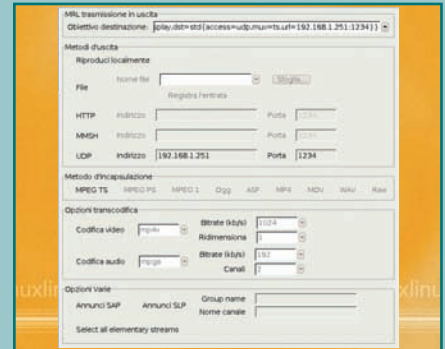 MRL trasmissione in uscita
Obiettivo destinazione: play,dst=std{access=udp,mux=ts,url=192.168.1.251:1234}}
Metodi d'uscita
Riproduci localmente
File Nome file Sfoglia...
Registra l'entrata
HTTP Indirizzo Porta 1234
MMSH Indirizzo Porta 1234
UDP Indirizzo 192.168.1.251 Porta 1234
Metodo d'incapsulazione
MPEG TS MPEG PS MPEG 1 Ogg ASF MP4 MOV WAV Raw
Opzioni transcodifica
Codifica video mp4v Bitrate (kb/s) 1024
Ridimensiona 1
Codifica audio mpga Bitrate (kb/s) 192
Canali 2
Opzioni Varie
Annunci SAP Annunci SLP Group name
Nome canale
Select all elementary streams